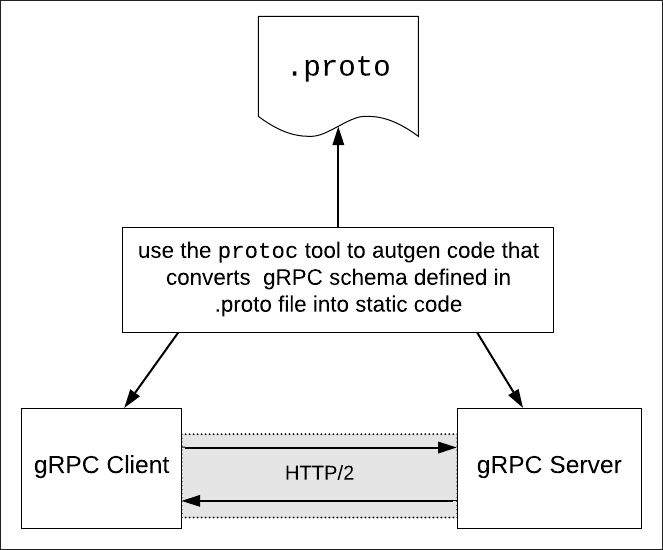 .proto
use the protoc tool to autgen code that
converts  gRPC schema defined in
.proto file into static code
gRPC Client
HTTP/2
gRPC Server